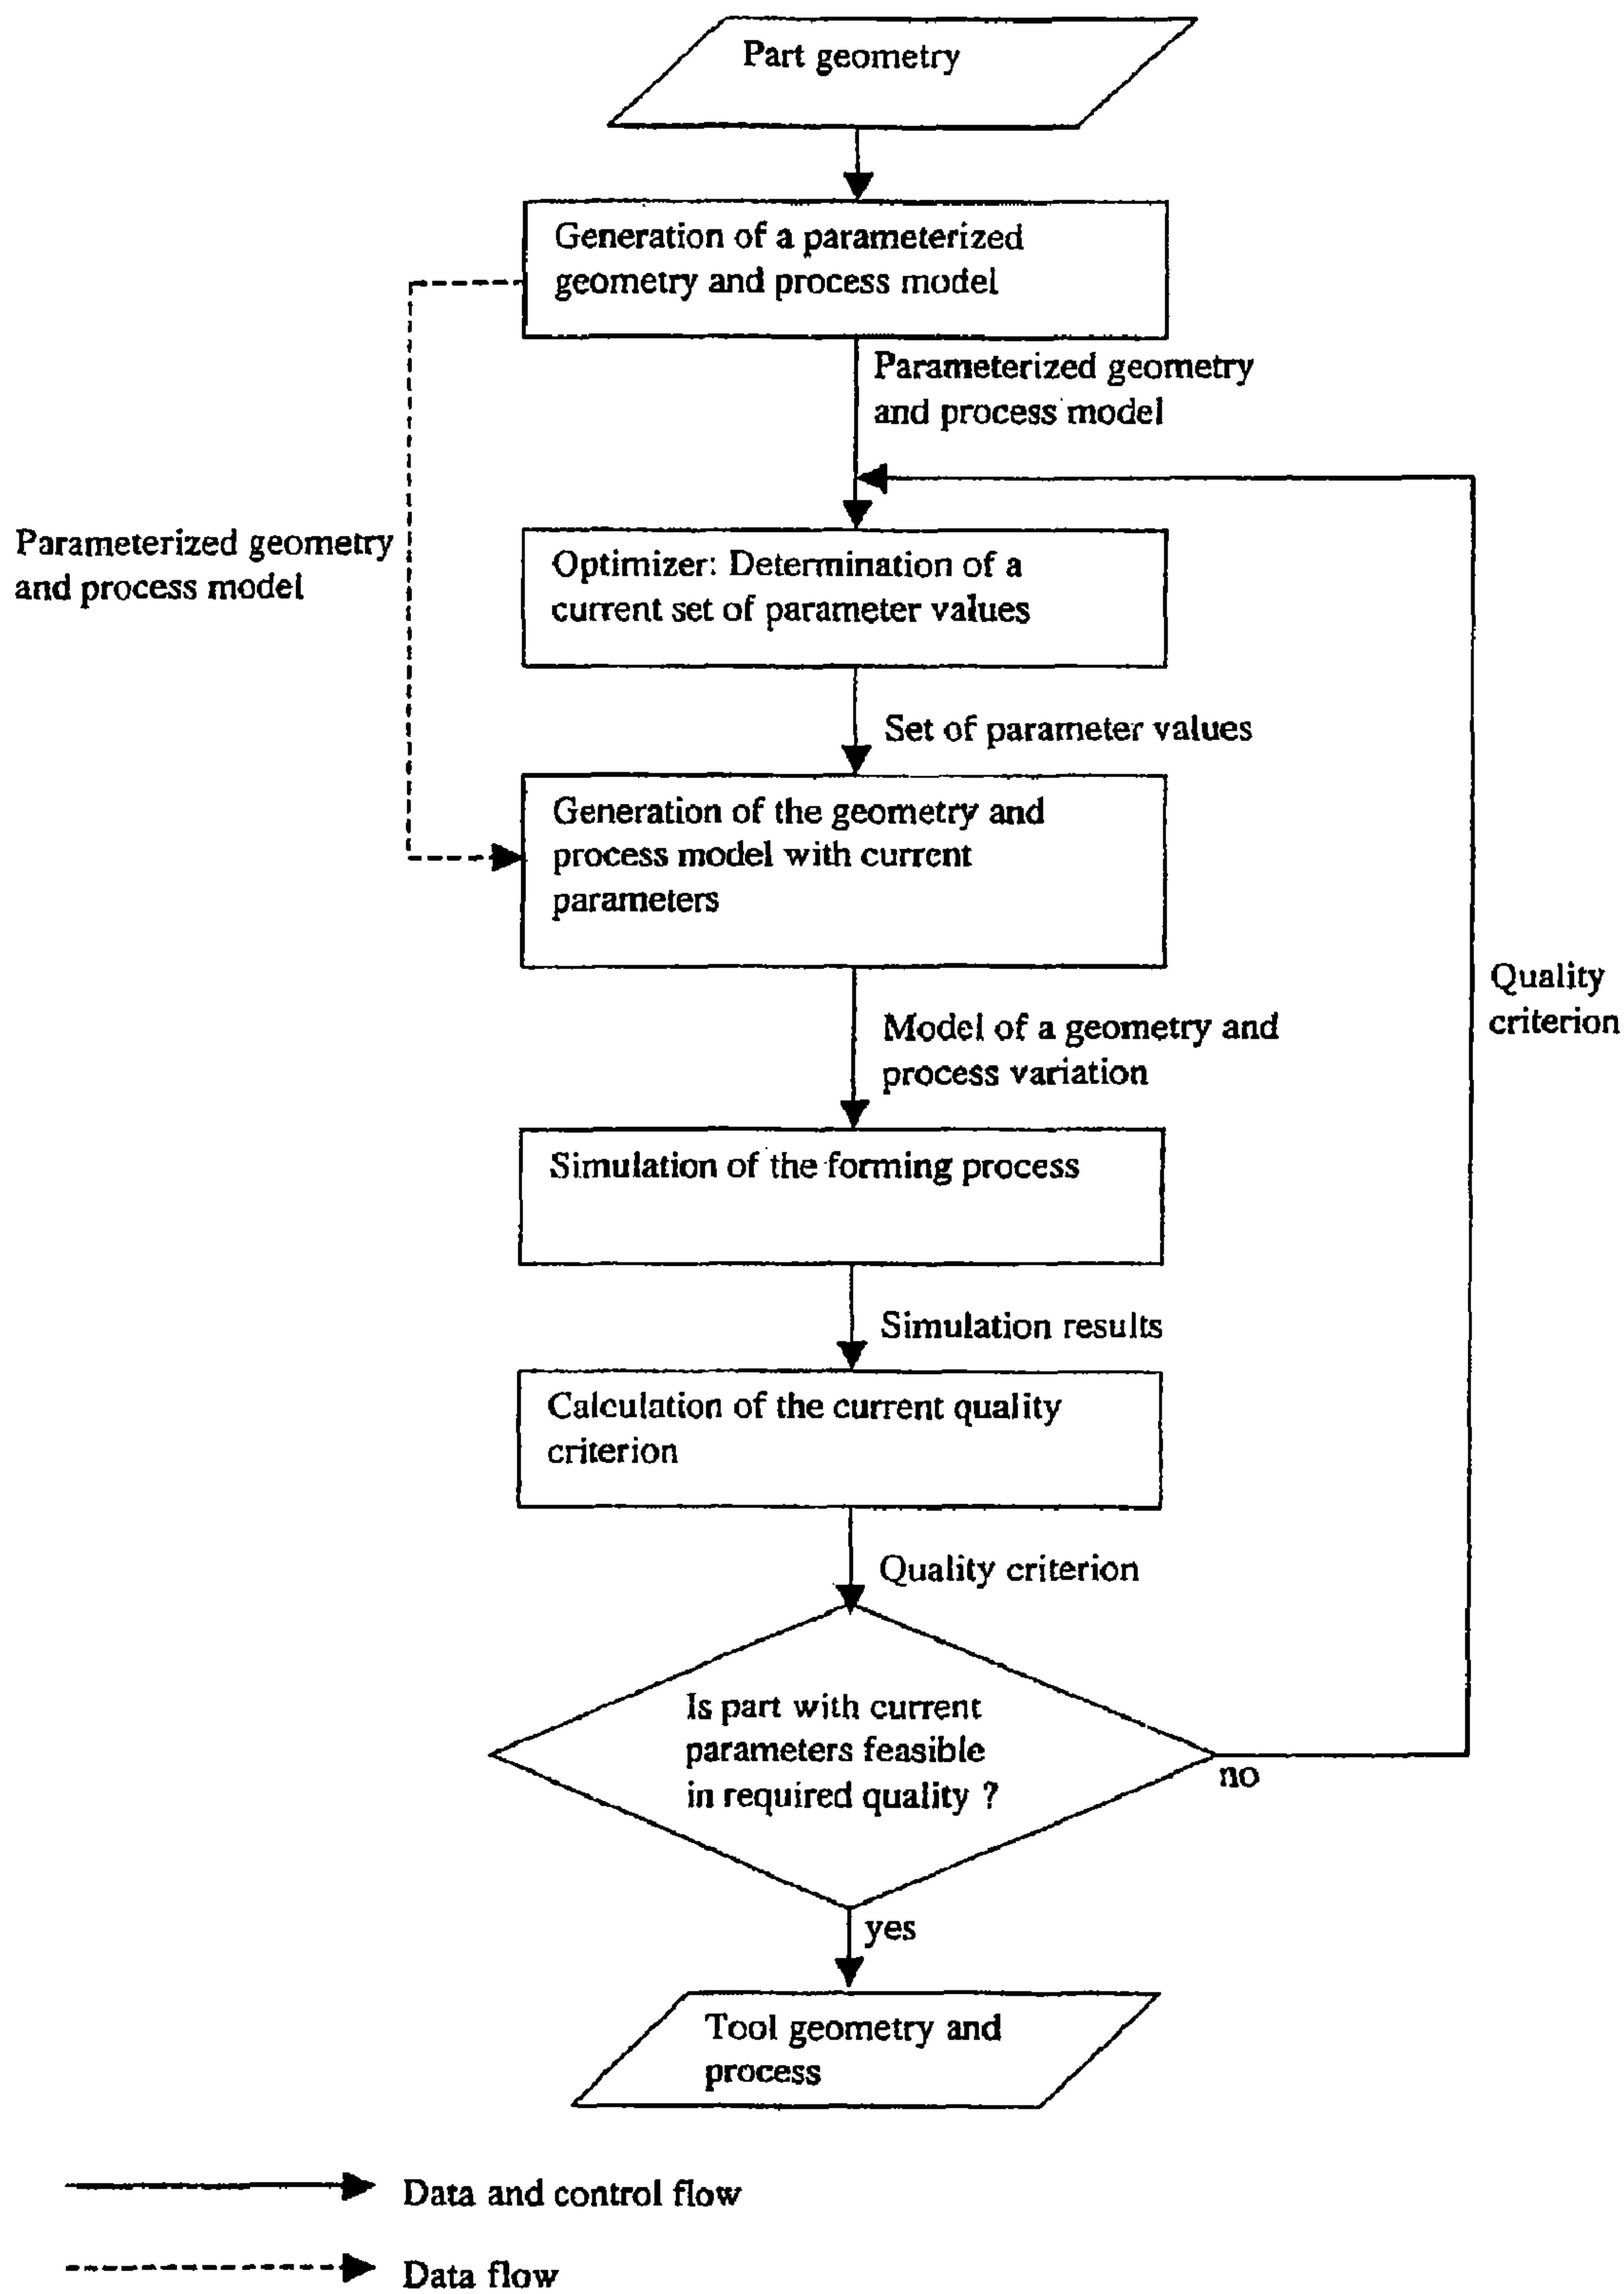 Part geometry
Generation of a parameterized
geometry and process model
Parameterized geometry
and process model
Parameterized geometry
and process model
Optimizer: Determination of a
current set of parameter values
Set of parameter values
Generation of the geometry and
process model with current
parameters
Quality
criterion
Model of a geometry and
process variation
Simulation of the forming process
Simulation results
Calculation of the current quality
criterion
Quality criterion
Is part with current
parameters feasible
in required quality ?
no
yes
Tool geometry and
process
Data and control flow
Data flow